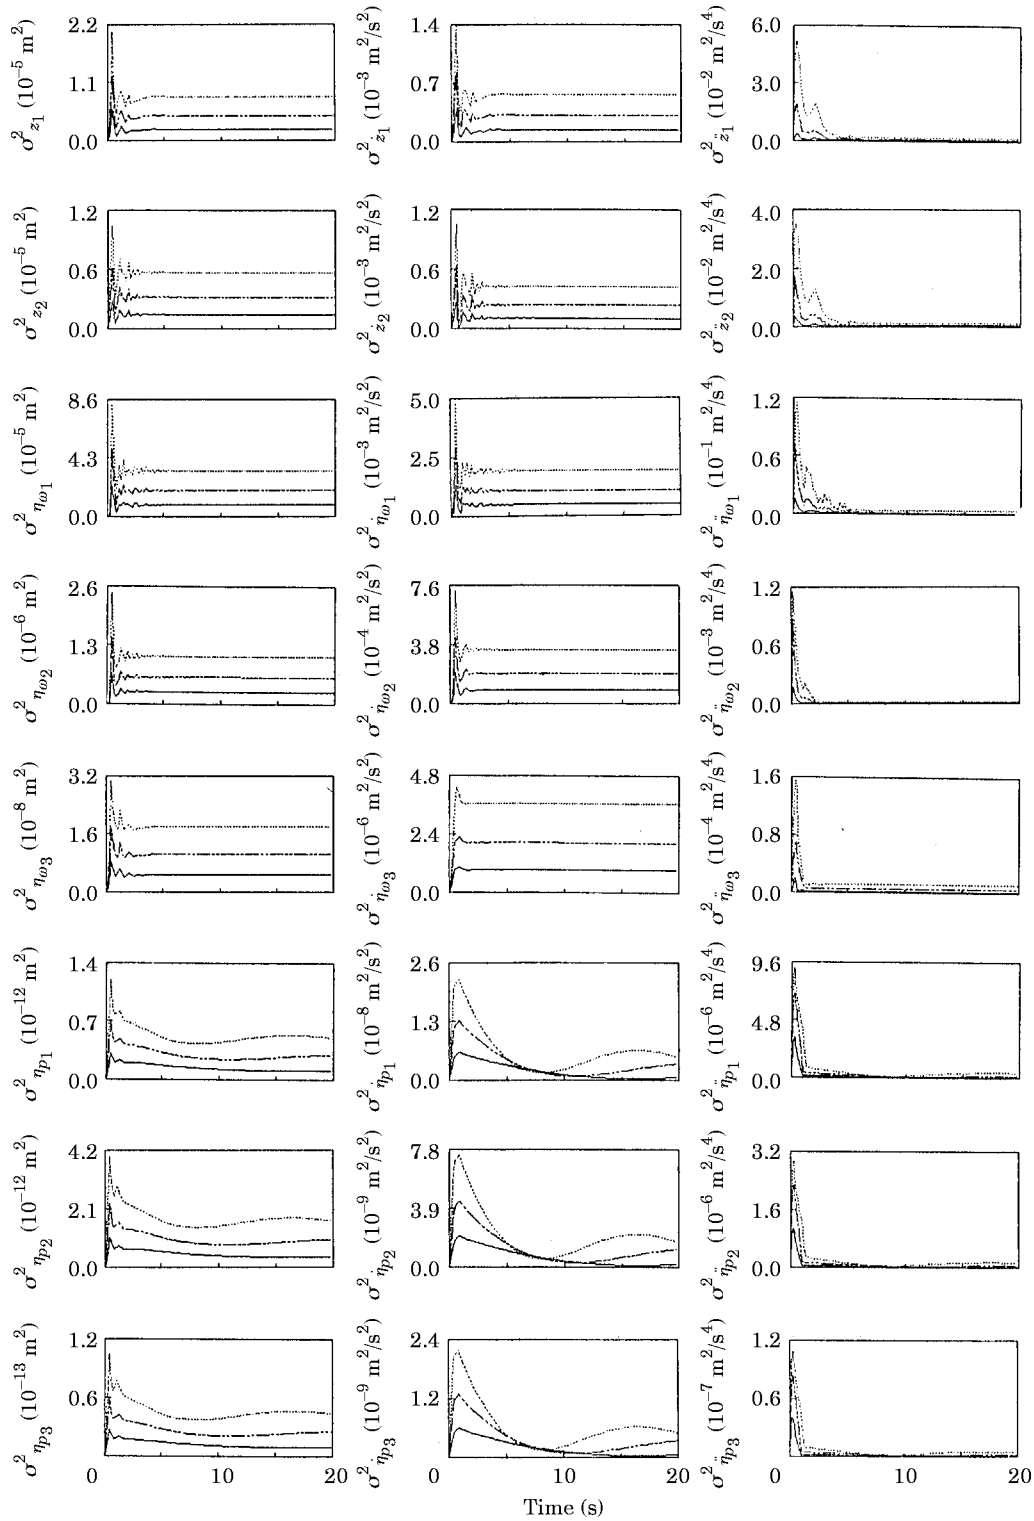 2.2
1.1
0.0
σ²z₁ (10⁻⁵ m²)
1.4
0.7
0.0
σ²ż₁ (10⁻³ m²/s²)
6.0
3.0
0.0
σ²z̈₁ (10⁻² m²/s⁴)
1.2
0.6
0.0
σ²z₂ (10⁻⁵ m²)
1.2
0.6
0.0
σ²ż₂ (10⁻³ m²/s²)
4.0
2.0
0.0
σ²z̈₂ (10⁻² m²/s⁴)
8.6
4.3
0.0
σ²ηω₁ (10⁻⁵ m²)
5.0
2.5
0.0
σ²η̇ω₁ (10⁻³ m²/s²)
1.2
0.6
0.0
σ²η̈ω₁ (10⁻¹ m²/s⁴)
2.6
1.3
0.0
σ²ηω₂ (10⁻⁶ m²)
7.6
3.8
0.0
σ²η̇ω₂ (10⁻⁴ m²/s²)
1.2
0.6
0.0
σ²η̈ω₂ (10⁻³ m²/s⁴)
3.2
1.6
0.0
σ²ηω₃ (10⁻⁸ m²)
4.8
2.4
0.0
σ²η̇ω₃ (10⁻⁶ m²/s²)
1.6
0.8
0.0
σ²η̈ω₃ (10⁻⁴ m²/s⁴)
1.4
0.7
0.0
σ²ηp₁ (10⁻¹² m²)
2.6
1.3
0.0
σ²η̇p₁ (10⁻⁸ m²/s²)
9.6
4.8
0.0
σ²η̈p₁ (10⁻⁶ m²/s⁴)
4.2
2.1
0.0
σ²ηp₂ (10⁻¹² m²)
7.8
3.9
0.0
σ²η̇p₂ (10⁻⁹ m²/s²)
3.2
1.6
0.0
σ²η̈p₂ (10⁻⁶ m²/s⁴)
1.2
0.6
σ²ηp₃ (10⁻¹³ m²)
2.4
1.2
σ²η̇p₃ (10⁻⁹ m²/s²)
1.2
0.6
σ²η̈p₃ (10⁻⁷ m²/s⁴)
0 10 20
0 10 20
0 10 20
Time (s)